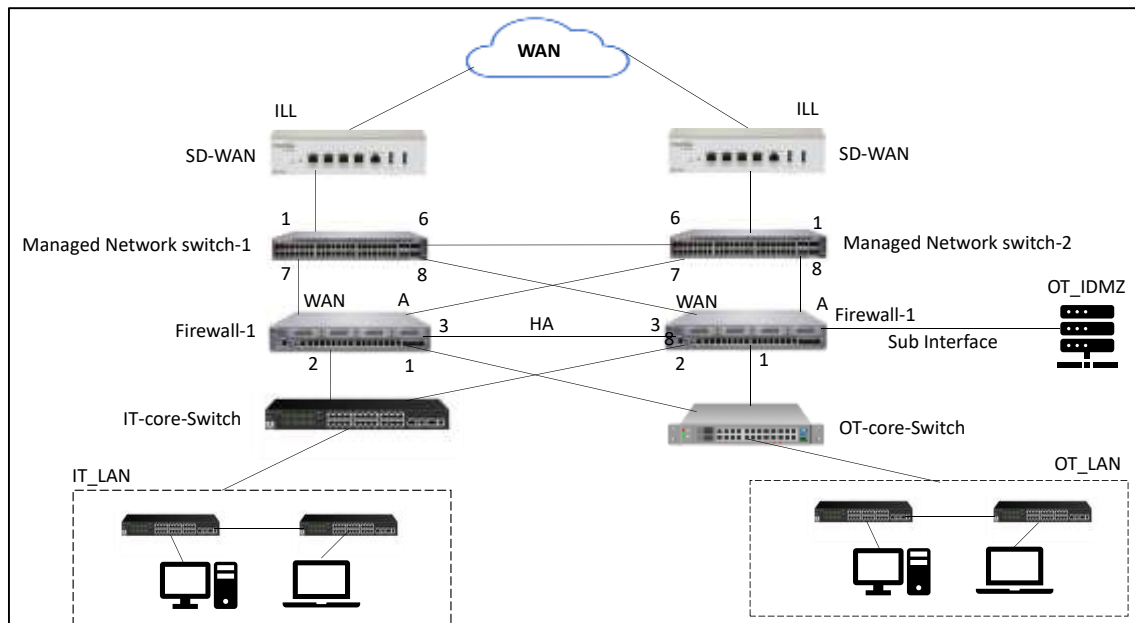 WAN
ILL
ILL
SD-WAN
SD-WAN
1
6
6
1
Managed Network switch-1
Managed Network switch-2
7
8
7
8
WAN
A
WAN
A
OT_IDMZ
Firewall-1
3
HA
3
8
Firewall-1
Sub Interface
2
1
2
1
IT-core-Switch
OT-core-Switch
IT_LAN
OT_LAN